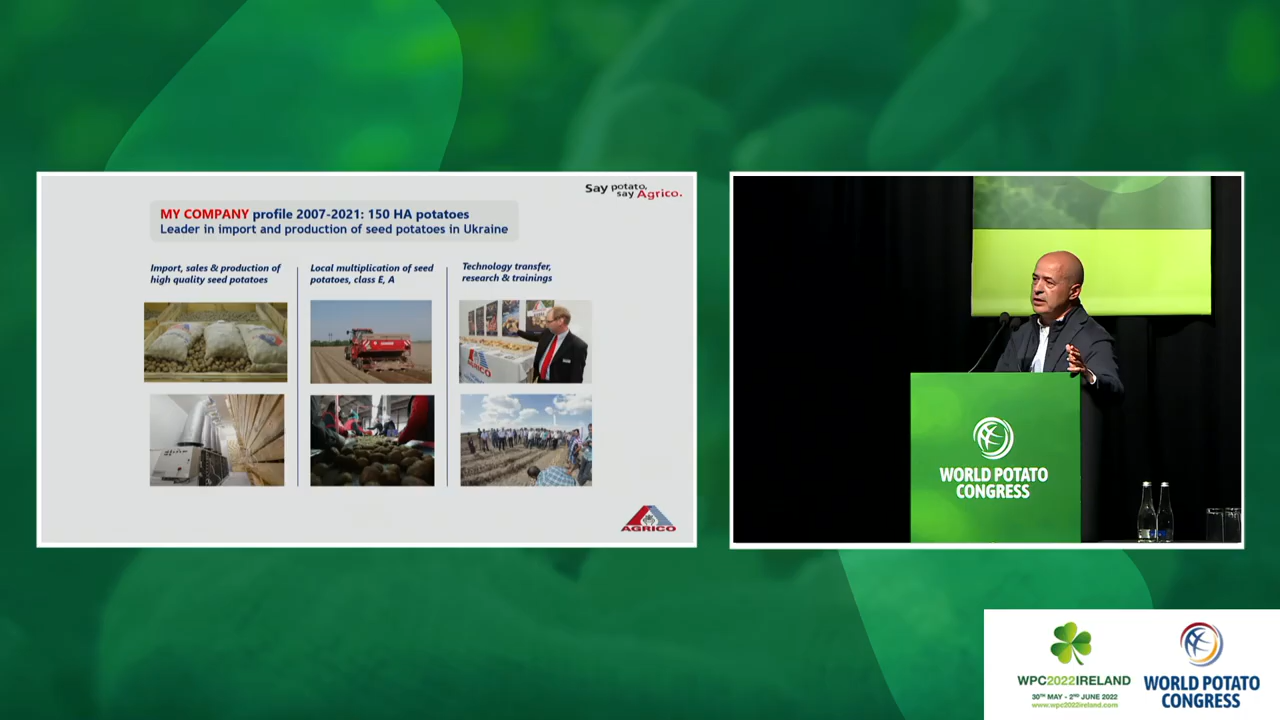 Say potato,
say Agrico.
MY COMPANY profile 2007-2021: 150 HA potatoes
Leader in import and production of seed potatoes in Ukraine
Import, sales & production of
high quality seed potatoes
Local multiplication of seed
potatoes, class E, A
Technology transfer,
research & trainings
AGRICO
AGRICO
WORLD POTATO
CONGRESS
WPC2022IRELAND
30TH MAY - 2ND JUNE 2022
www.wpc2022ireland.com
WORLD POTATO
CONGRESS